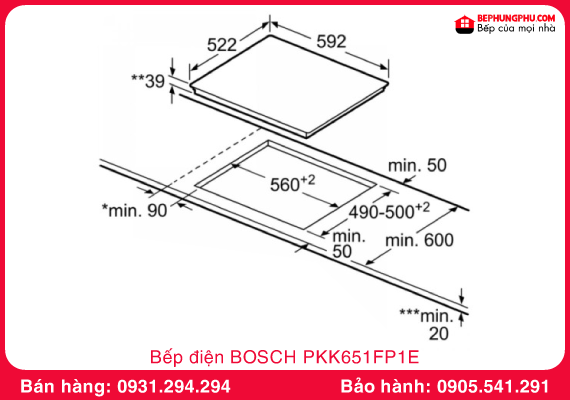 BEPHUNGPHU.COM
Bếp của mọi nhà
522
592
**39
min. 50
560+2
490-500+2
*min. 90
min.
50
min. 600
***min.
20
Bếp điện BOSCH PKK651FP1E
Bán hàng: 0931.294.294
Bảo hành: 0905.541.291